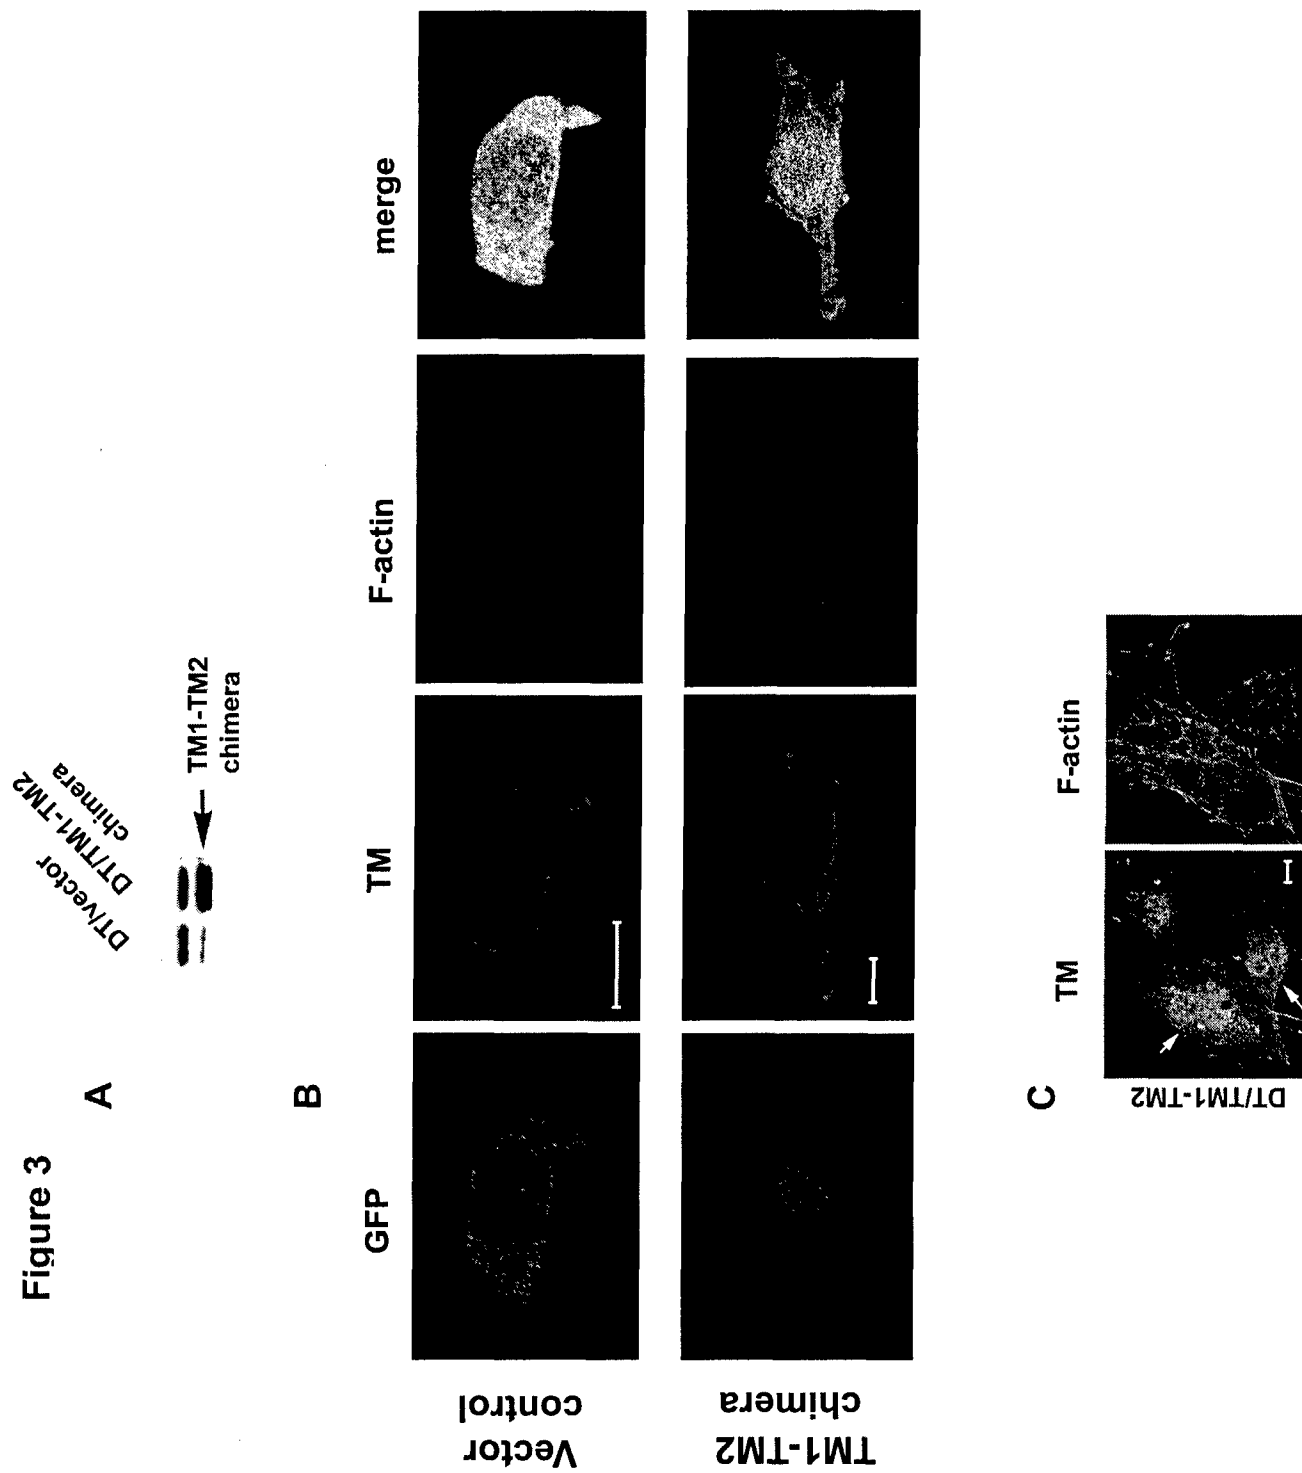 Figure 3
A
DT/vector
DT/TM1-TM2
chimera
TM1-TM2
chimera
B
GFP
TM
F-actin
merge
Vector
control
TM1-TM2
chimera
C
TM
F-actin
DT/TM1-TM2